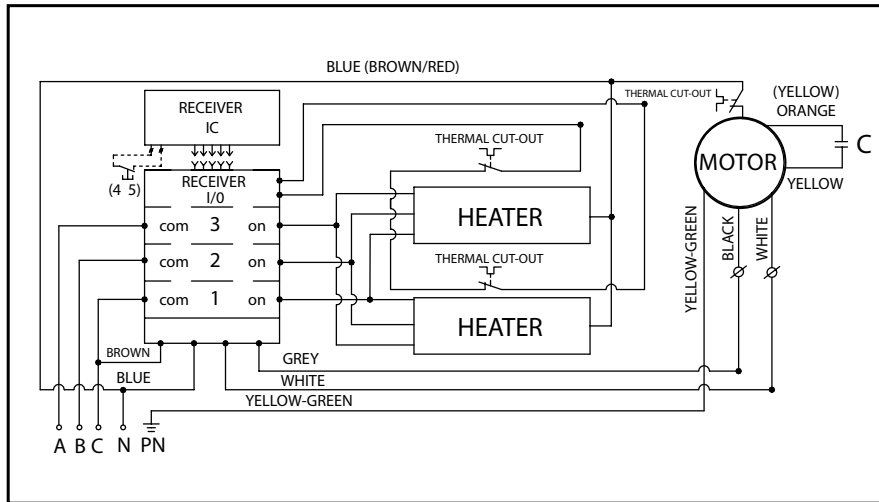 BLUE (BROWN/RED)
RECEIVER
IC
THERMAL CUT-OUT
(YELLOW)
ORANGE
C
MOTOR
YELLOW
THERMAL CUT-OUT
(4 5)
RECEIVER
I/0
com 3 on
com 2 on
com 1 on
HEATER
THERMAL CUT-OUT
HEATER
YELLOW-GREEN
BLACK
WHITE
BROWN
GREY
BLUE
WHITE
YELLOW-GREEN
A B C N PN